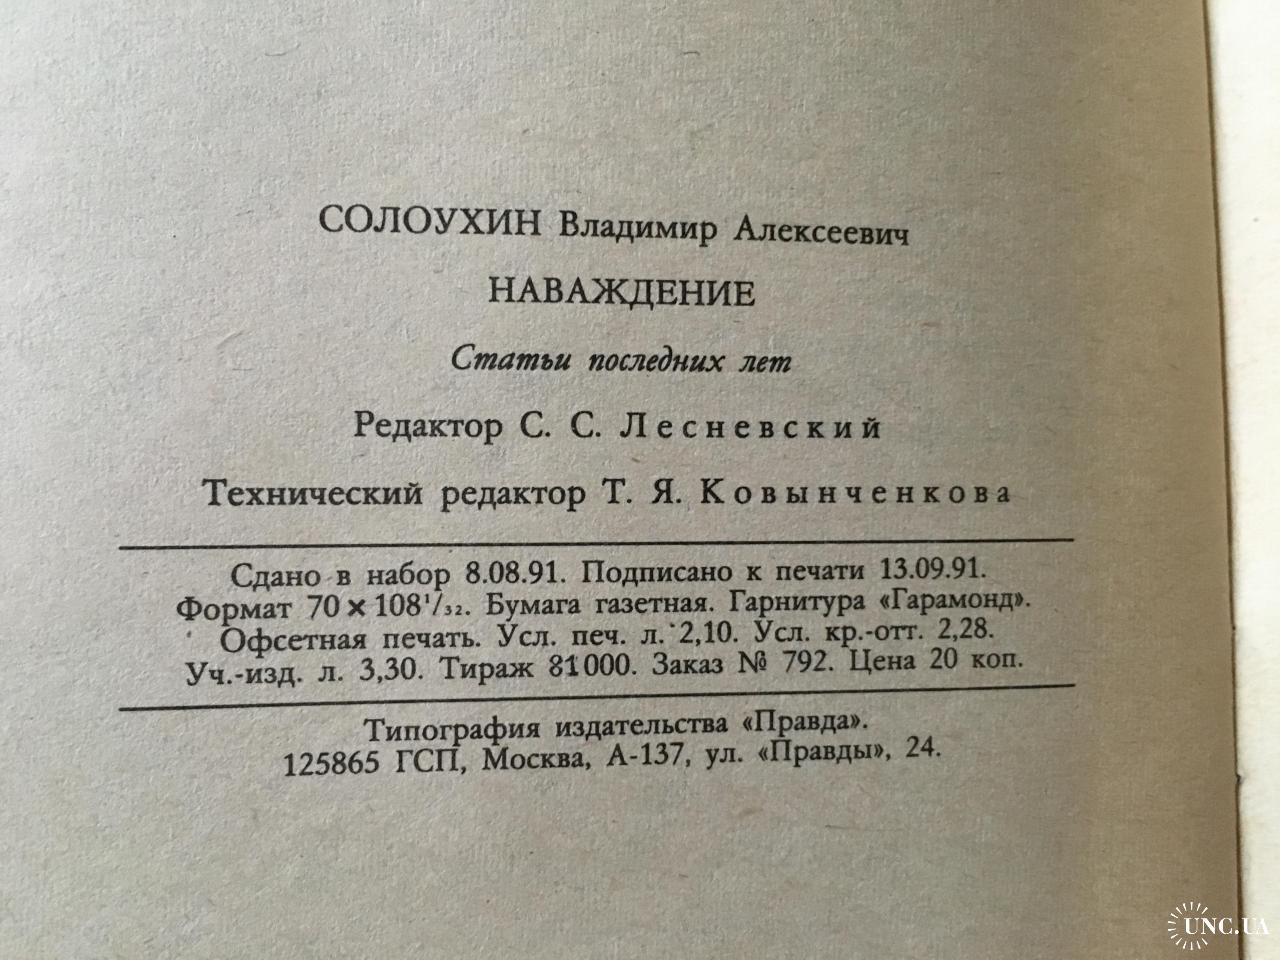 СОЛОУХИН Владимир Алексеевич
НАВАЖДЕНИЕ
Статьи последних лет
Редактор С. С. Лесневский
Технический редактор Т. Я. Ковынченкова
Сдано в набор 8.08.91. Подписано к печати 13.09.91.
Формат 70 × 108¹/₃₂. Бумага газетная. Гарнитура «Гарамонд».
Офсетная печать. Усл. печ. л. 2,10. Усл. кр.-отт. 2,28.
Уч.-изд. л. 3,30. Тираж 81000. Заказ № 792. Цена 20 коп.
Типография издательства «Правда».
125865 ГСП, Москва, А-137, ул. «Правды», 24.
UNC.UA